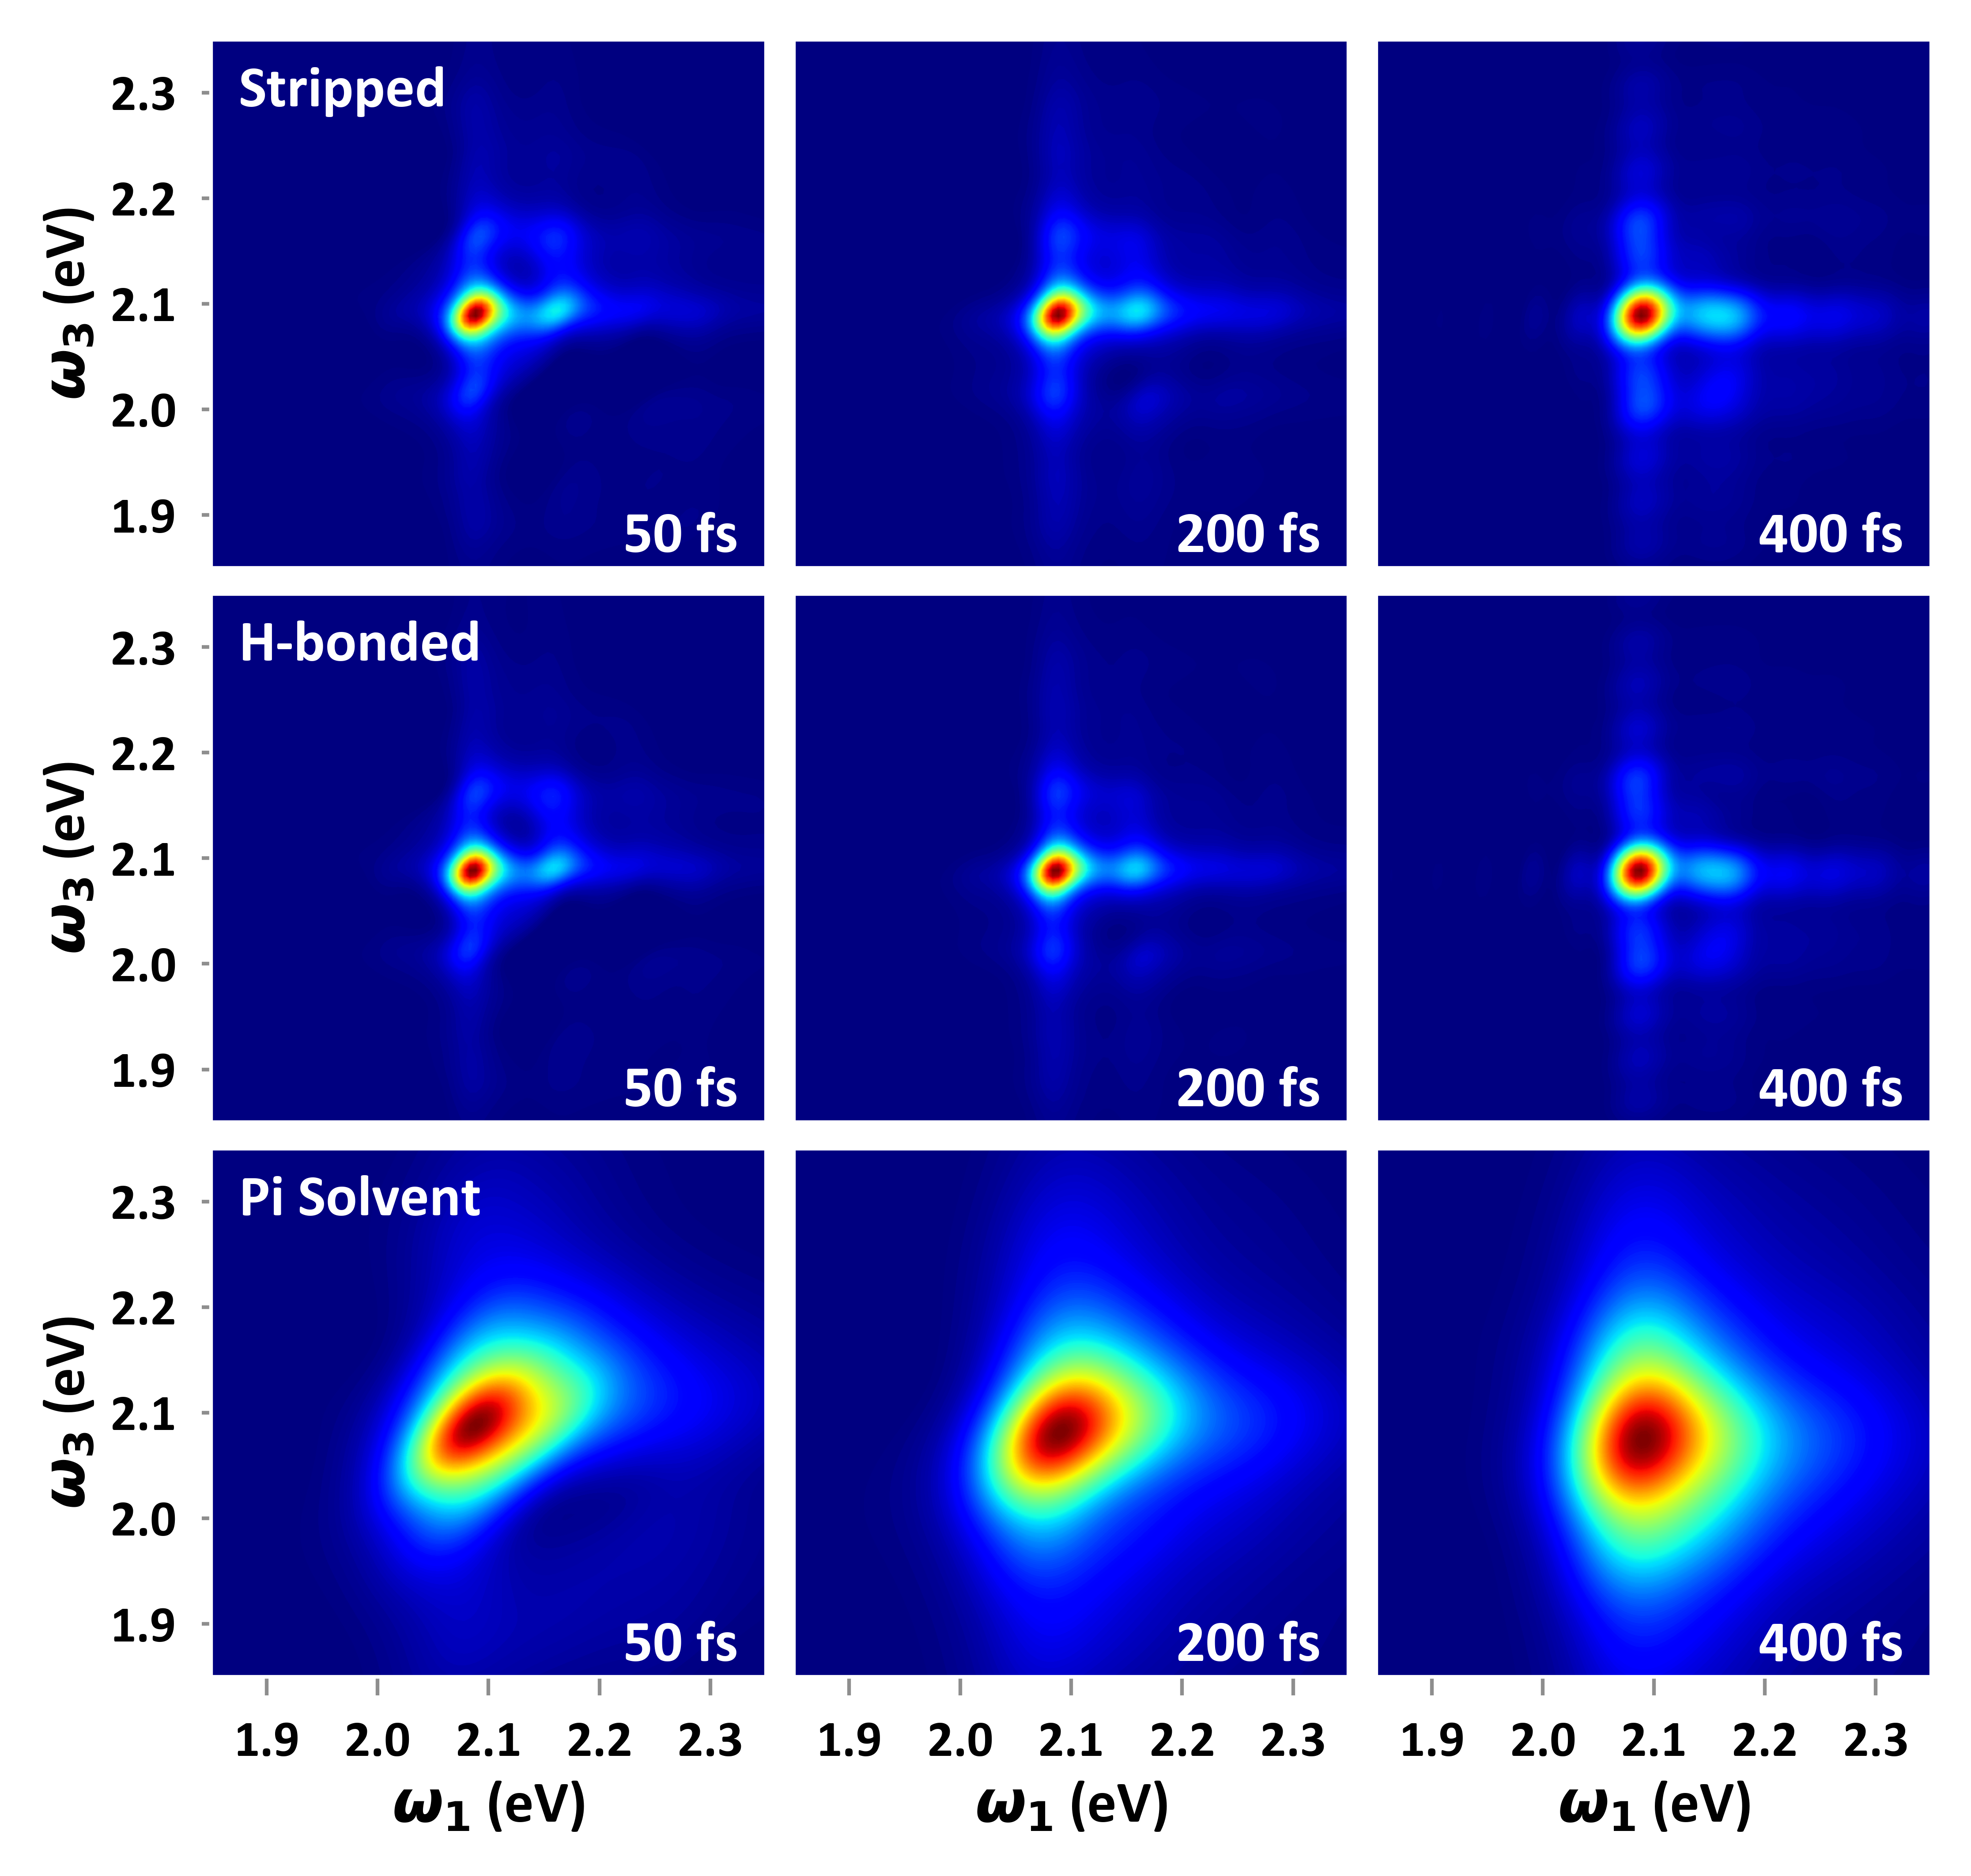 Stripped
2.3
2.2
2.1
2.0
1.9
ω3 (eV)
50 fs
200 fs
400 fs
H-bonded
2.3
2.2
2.1
2.0
1.9
ω3 (eV)
50 fs
200 fs
400 fs
Pi Solvent
2.3
2.2
2.1
2.0
1.9
ω3 (eV)
50 fs
200 fs
400 fs
1.9 2.0 2.1 2.2 2.3
1.9 2.0 2.1 2.2 2.3
1.9 2.0 2.1 2.2 2.3
ω1 (eV)
ω1 (eV)
ω1 (eV)